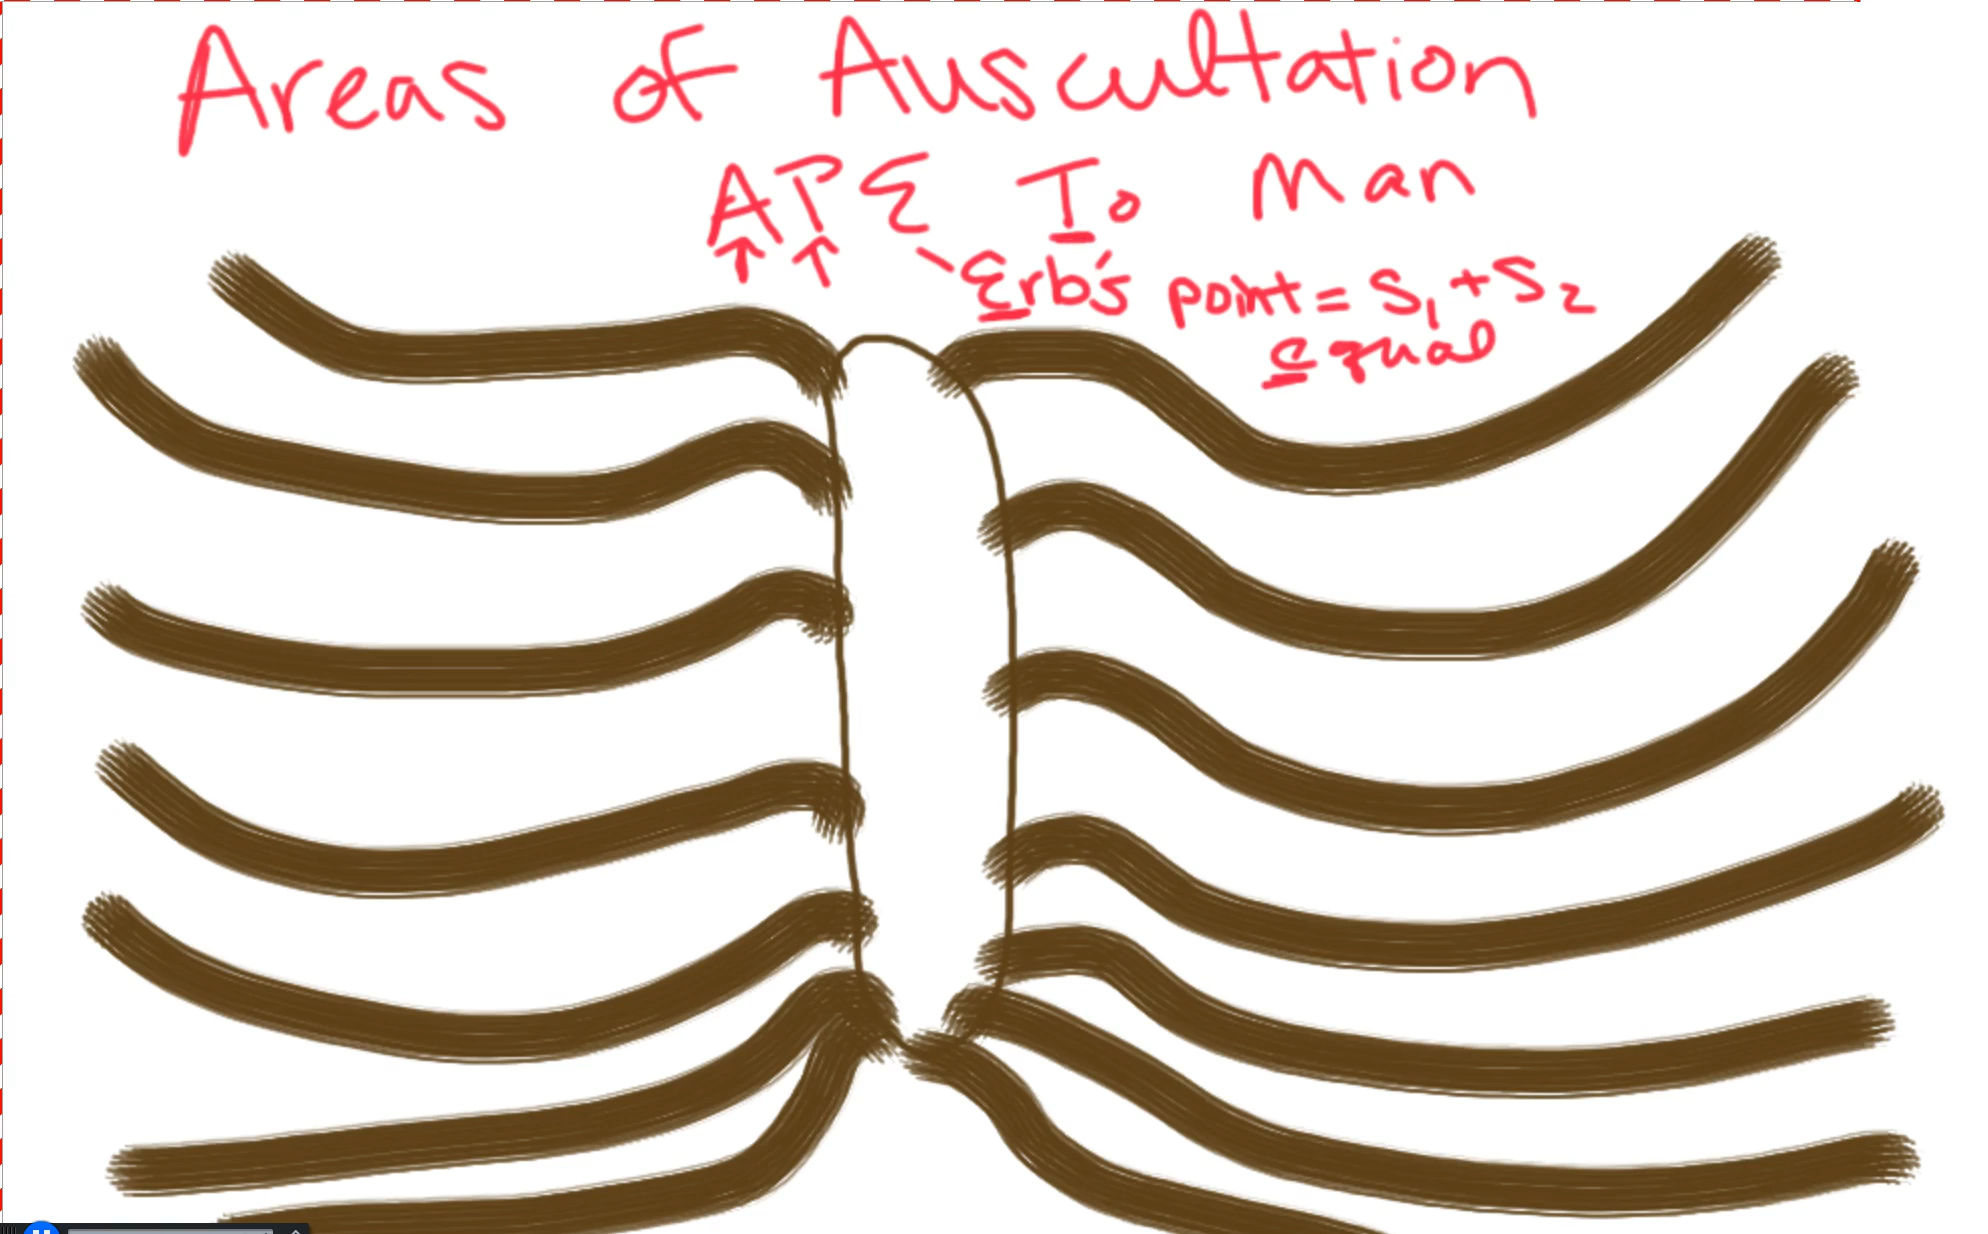 Areas of Auscultation
APE To Man
Erb's point = S1 + S2
equal